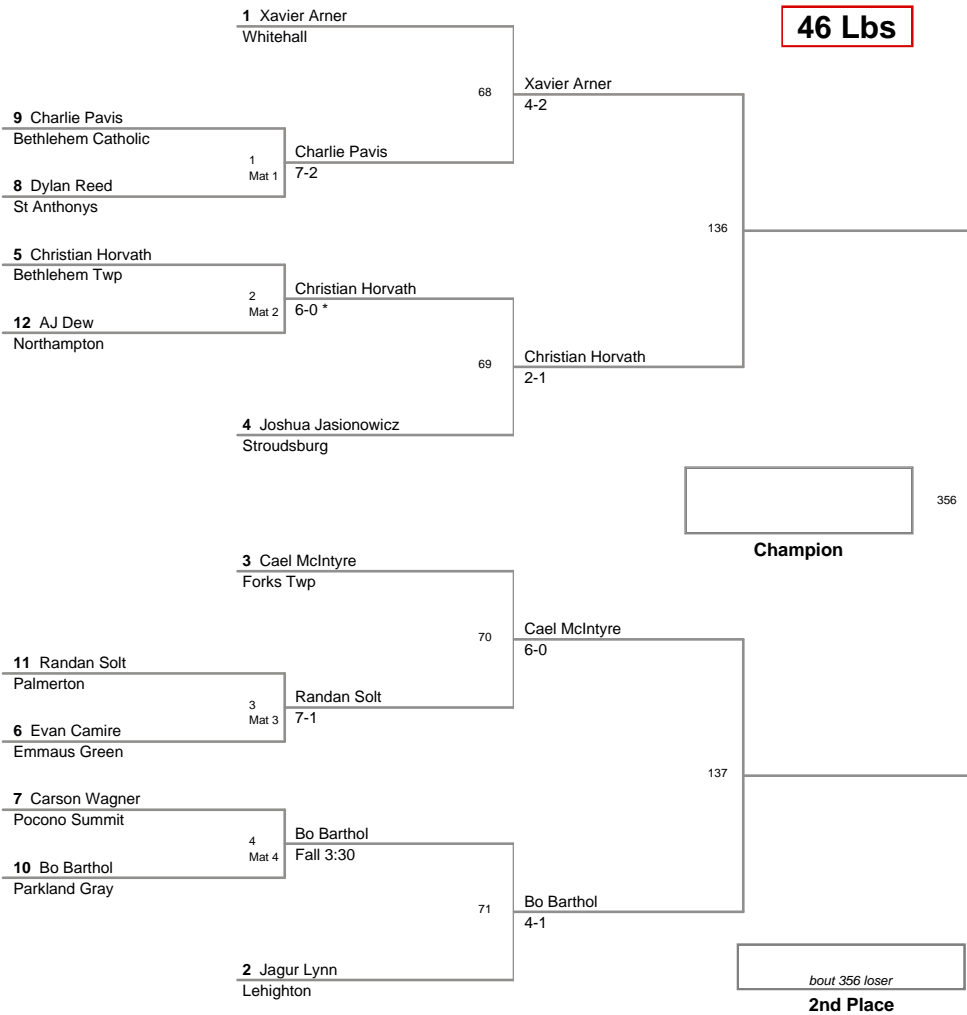 46 Lbs
1 Xavier Arner
Whitehall
68
Xavier Arner
4-2
9 Charlie Pavis
Bethlehem Catholic
1
Mat 1
Charlie Pavis
7-2
8 Dylan Reed
St Anthonys
136
5 Christian Horvath
Bethlehem Twp
2
Mat 2
Christian Horvath
6-0 *
12 AJ Dew
Northampton
69
Christian Horvath
2-1
4 Joshua Jasionowicz
Stroudsburg
356
Champion
3 Cael McIntyre
Forks Twp
70
Cael McIntyre
6-0
11 Randan Solt
Palmerton
3
Mat 3
Randan Solt
7-1
6 Evan Camire
Emmaus Green
137
7 Carson Wagner
Pocono Summit
4
Mat 4
Bo Barthol
Fall 3:30
10 Bo Barthol
Parkland Gray
71
Bo Barthol
4-1
2 Jagur Lynn
Lehighton
bout 356 loser
2nd Place